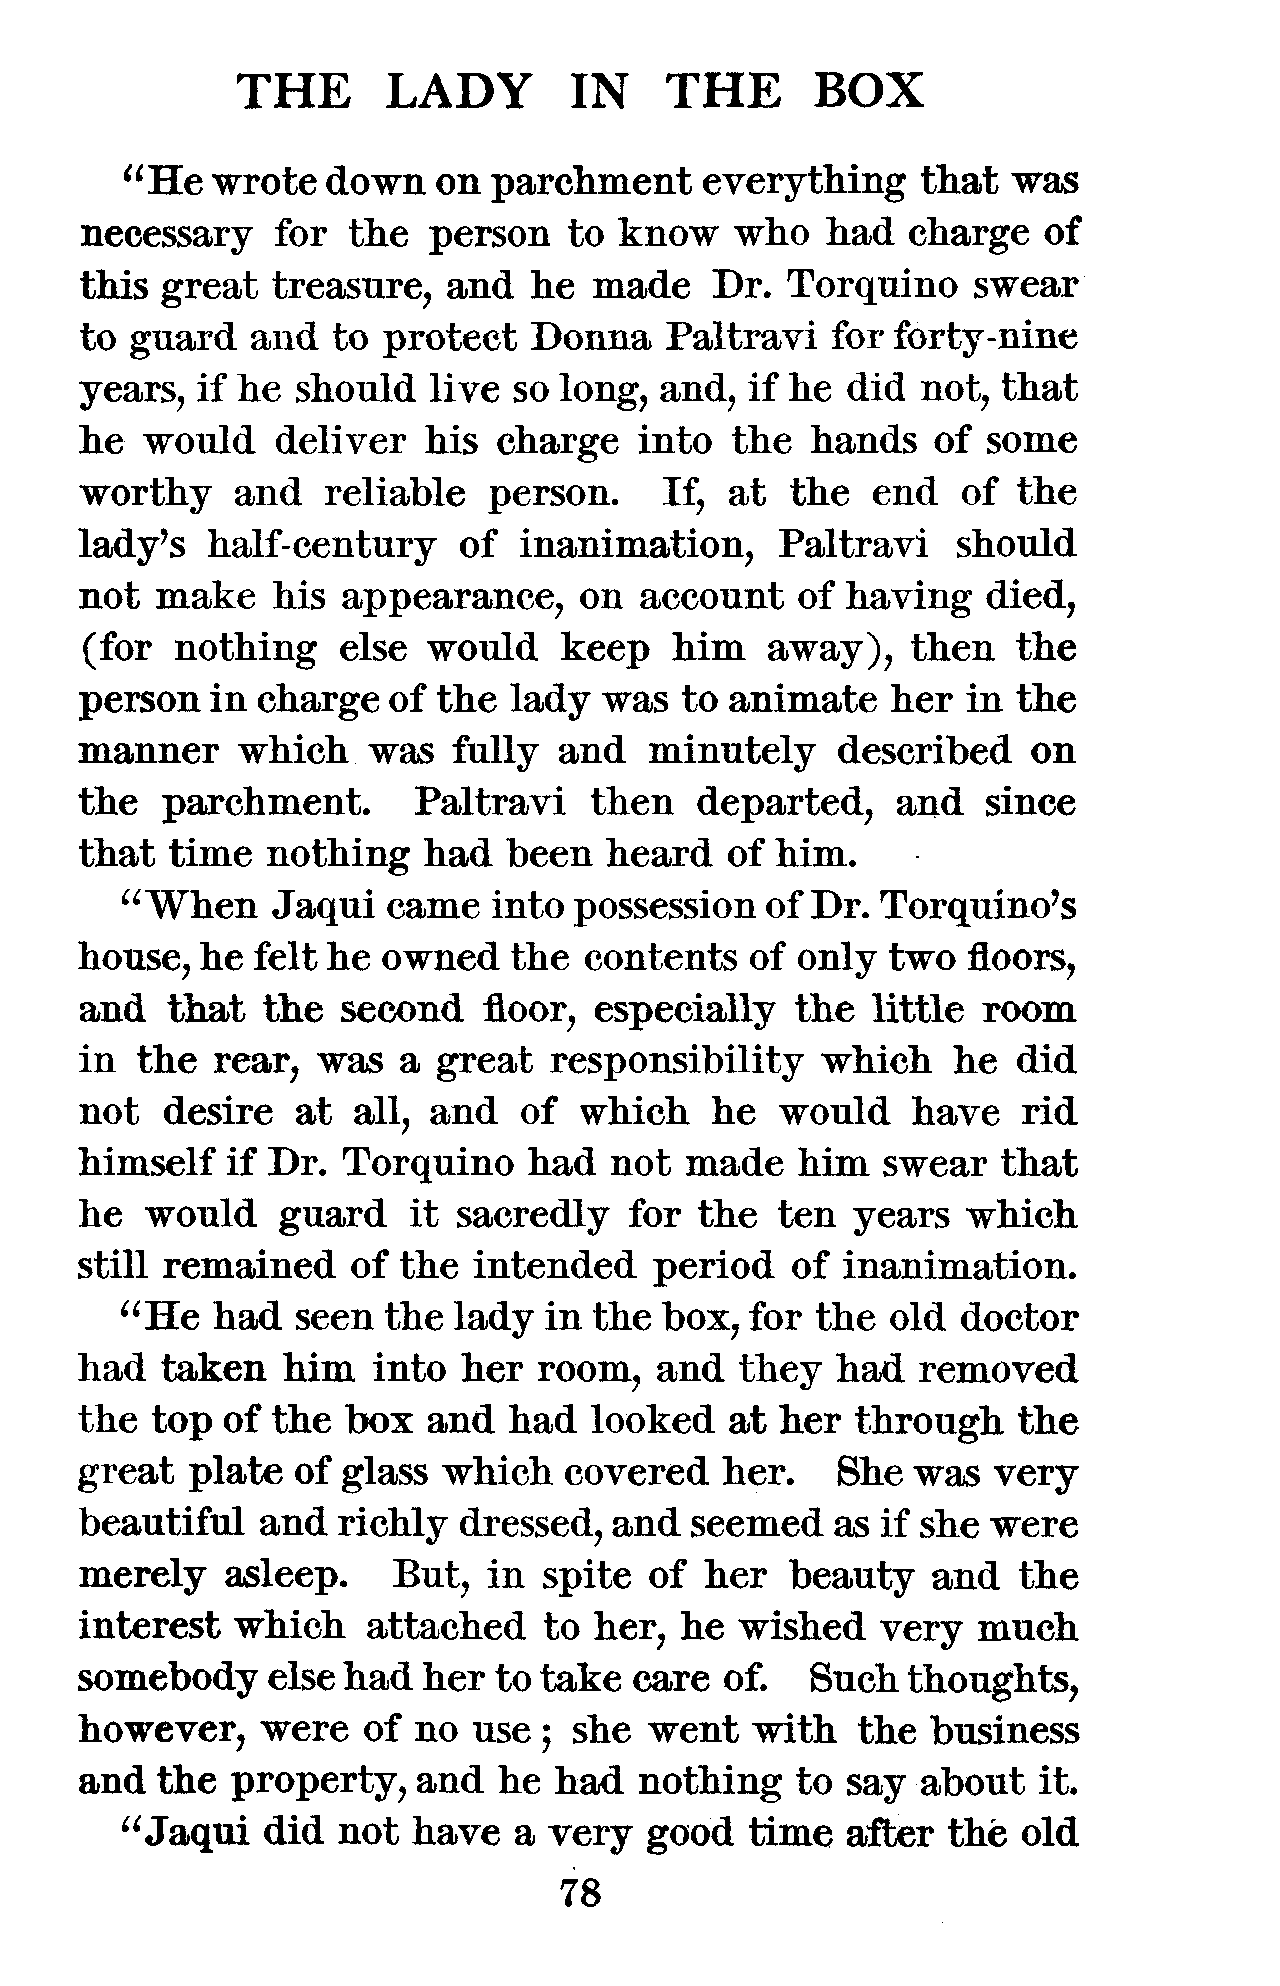 THE LADY IN THE BOX
"He wrote down on parchment everything that was
necessary for the person to know who had charge of
this great treasure, and he made Dr. Torquino swear
to guard and to protect Donna Paltravi for forty-nine
years, if he should live so long, and, if he did not, that
he would deliver his charge into the hands of some
worthy and reliable person. If, at the end of the
lady's half-century of inanimation, Paltravi should
not make his appearance, on account of having died,
(for nothing else would keep him away), then the
person in charge of the lady was to animate her in the
manner which was fully and minutely described on
the parchment. Paltravi then departed, and since
that time nothing had been heard of him.
"When Jaqui came into possession of Dr. Torquino's
house, he felt he owned the contents of only two floors,
and that the second floor, especially the little room
in the rear, was a great responsibility which he did
not desire at all, and of which he would have rid
himself if Dr. Torquino had not made him swear that
he would guard it sacredly for the ten years which
still remained of the intended period of inanimation.
"He had seen the lady in the box, for the old doctor
had taken him into her room, and they had removed
the top of the box and had looked at her through the
great plate of glass which covered her. She was very
beautiful and richly dressed, and seemed as if she were
merely asleep. But, in spite of her beauty and the
interest which attached to her, he wished very much
somebody else had her to take care of. Such thoughts,
however, were of no use; she went with the business
and the property, and he had nothing to say about it.
"Jaqui did not have a very good time after the old
78